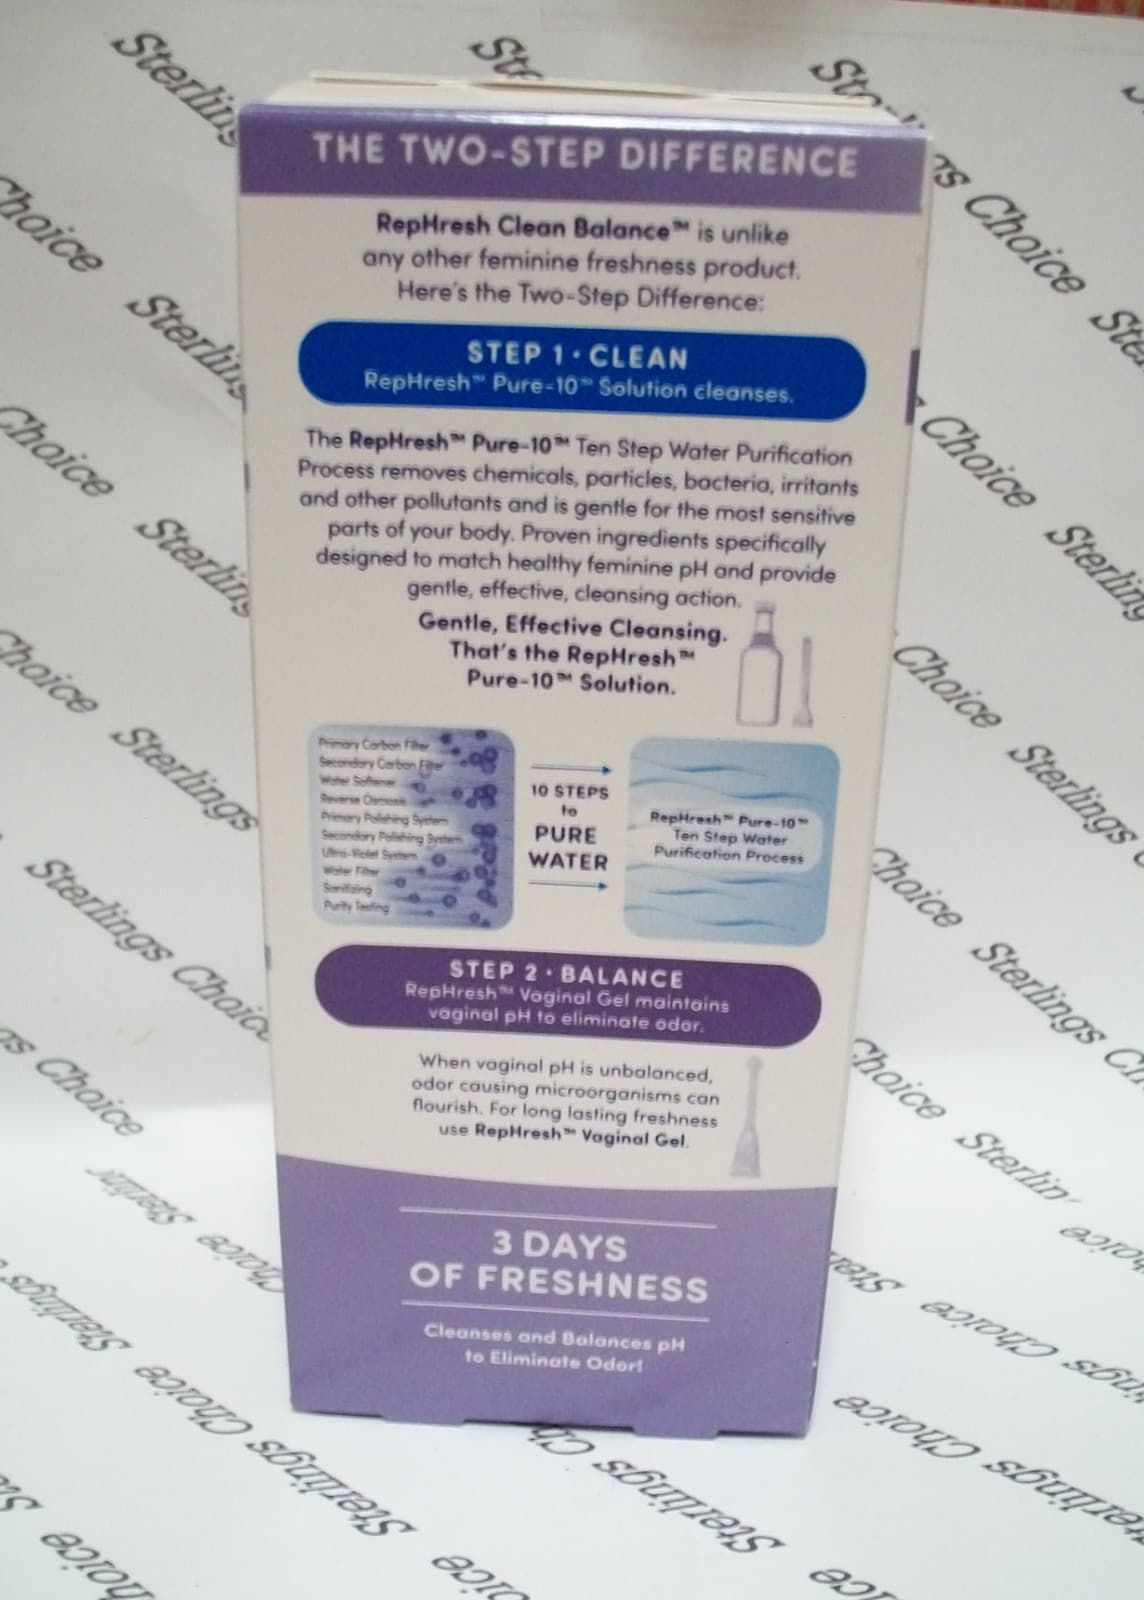 THE TWO-STEP DIFFERENCE
RepHresh Clean Balance™ is unlike
any other feminine freshness product.
Here's the Two-Step Difference:
STEP 1 • CLEAN
RepHresh™ Pure-10™ Solution cleanses.
The RepHresh™ Pure-10™ Ten Step Water Purification
Process removes chemicals, particles, bacteria, irritants
and other pollutants and is gentle for the most sensitive
parts of your body. Proven ingredients specifically
designed to match healthy feminine pH and provide
gentle, effective, cleansing action.
Gentle, Effective Cleansing.
That's the RepHresh™
Pure-10™ Solution.
Primary Carbon Filter
Secondary Carbon Filter
Water Softener
Reverse Osmosis
Primary Polishing System
Secondary Polishing System
Ultra-Violet System
Water Filter
Sanitizing
Purity Testing
10 STEPS
to
PURE
WATER
RepHresh™ Pure-10™
Ten Step Water
Purification Process
STEP 2 • BALANCE
RepHresh™ Vaginal Gel maintains
vaginal pH to eliminate odor.
When vaginal pH is unbalanced,
odor causing microorganisms can
flourish. For long lasting freshness
use RepHresh™ Vaginal Gel.
3 DAYS
OF FRESHNESS
Cleanses and Balances pH
to Eliminate Odor!
Sterlings Choice
Sterlings Choice
Sterlings Choice
Sterlings Choice